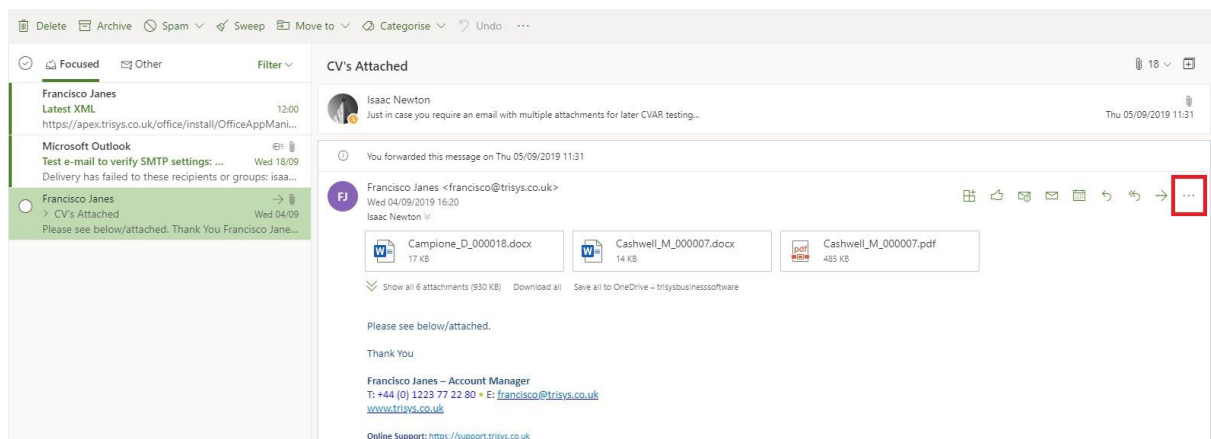 Delete Archive Spam Sweep Move to Categorise Undo ...
Focused Other Filter
Francisco Janes
Latest XML 12:00
https://apex.trisys.co.uk/office/install/OfficeAppMani...
Microsoft Outlook
Test e-mail to verify SMTP settings: ... Wed 18/09
Delivery has failed to these recipients or groups: isaa...
Francisco Janes
> CV's Attached Wed 04/09
Please see below/attached. Thank You Francisco Jane...
CV's Attached 18
Isaac Newton
Just in case you require an email with multiple attachments for later CVAR testing... Thu 05/09/2019 11:31
You forwarded this message on Thu 05/09/2019 11:31
FJ
Francisco Janes <francisco@trisys.co.uk>
Wed 04/09/2019 16:20
Isaac Newton
Campione_D_000018.docx
17 KB
Cashwell_M_000007.docx
14 KB
pdf
Cashwell_M_000007.pdf
485 KB
Show all 6 attachments (930 KB) Download all Save all to OneDrive – trisysbusinesssoftware
Please see below/attached.
Thank You
Francisco Janes – Account Manager
T: +44 (0) 1223 77 22 80 • E: francisco@trisys.co.uk
www.trisys.co.uk
Online Support: https://support.trisys.co.uk